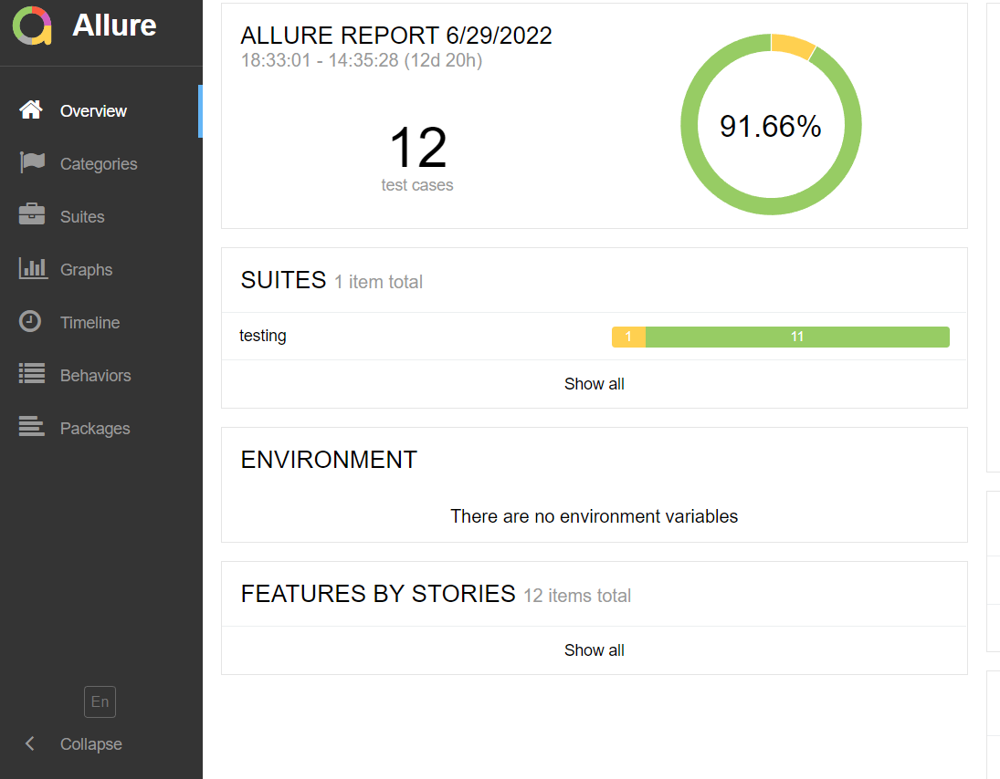 Allure
Overview
Categories
Suites
Graphs
Timeline
Behaviors
Packages
En
Collapse
ALLURE REPORT 6/29/2022
18:33:01 - 14:35:28 (12d 20h)
12
test cases
91.66%
SUITES 1 item total
testing 1 11
Show all
ENVIRONMENT
There are no environment variables
FEATURES BY STORIES 12 items total
Show all